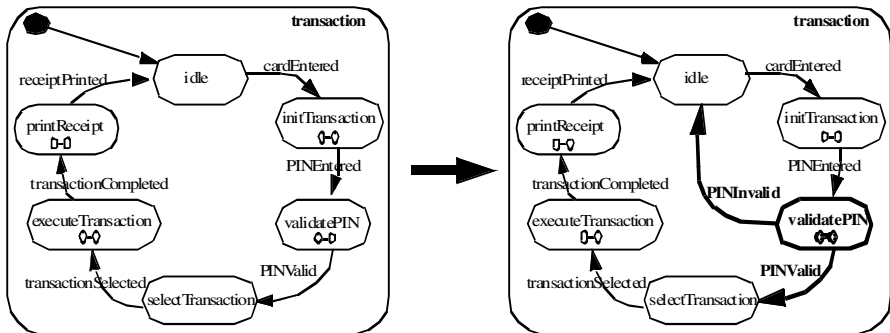 transaction
idle
cardEntered
receiptPrinted
initTransaction
printReceipt
PINEntered
transactionCompleted
executeTransaction
validatePIN
PINValid
transactionSelected
selectTransaction
transaction
idle
cardEntered
receiptPrinted
initTransaction
printReceipt
PINEntered
transactionCompleted
PINInvalid
executeTransaction
validatePIN
PINValid
transactionSelected
selectTransaction